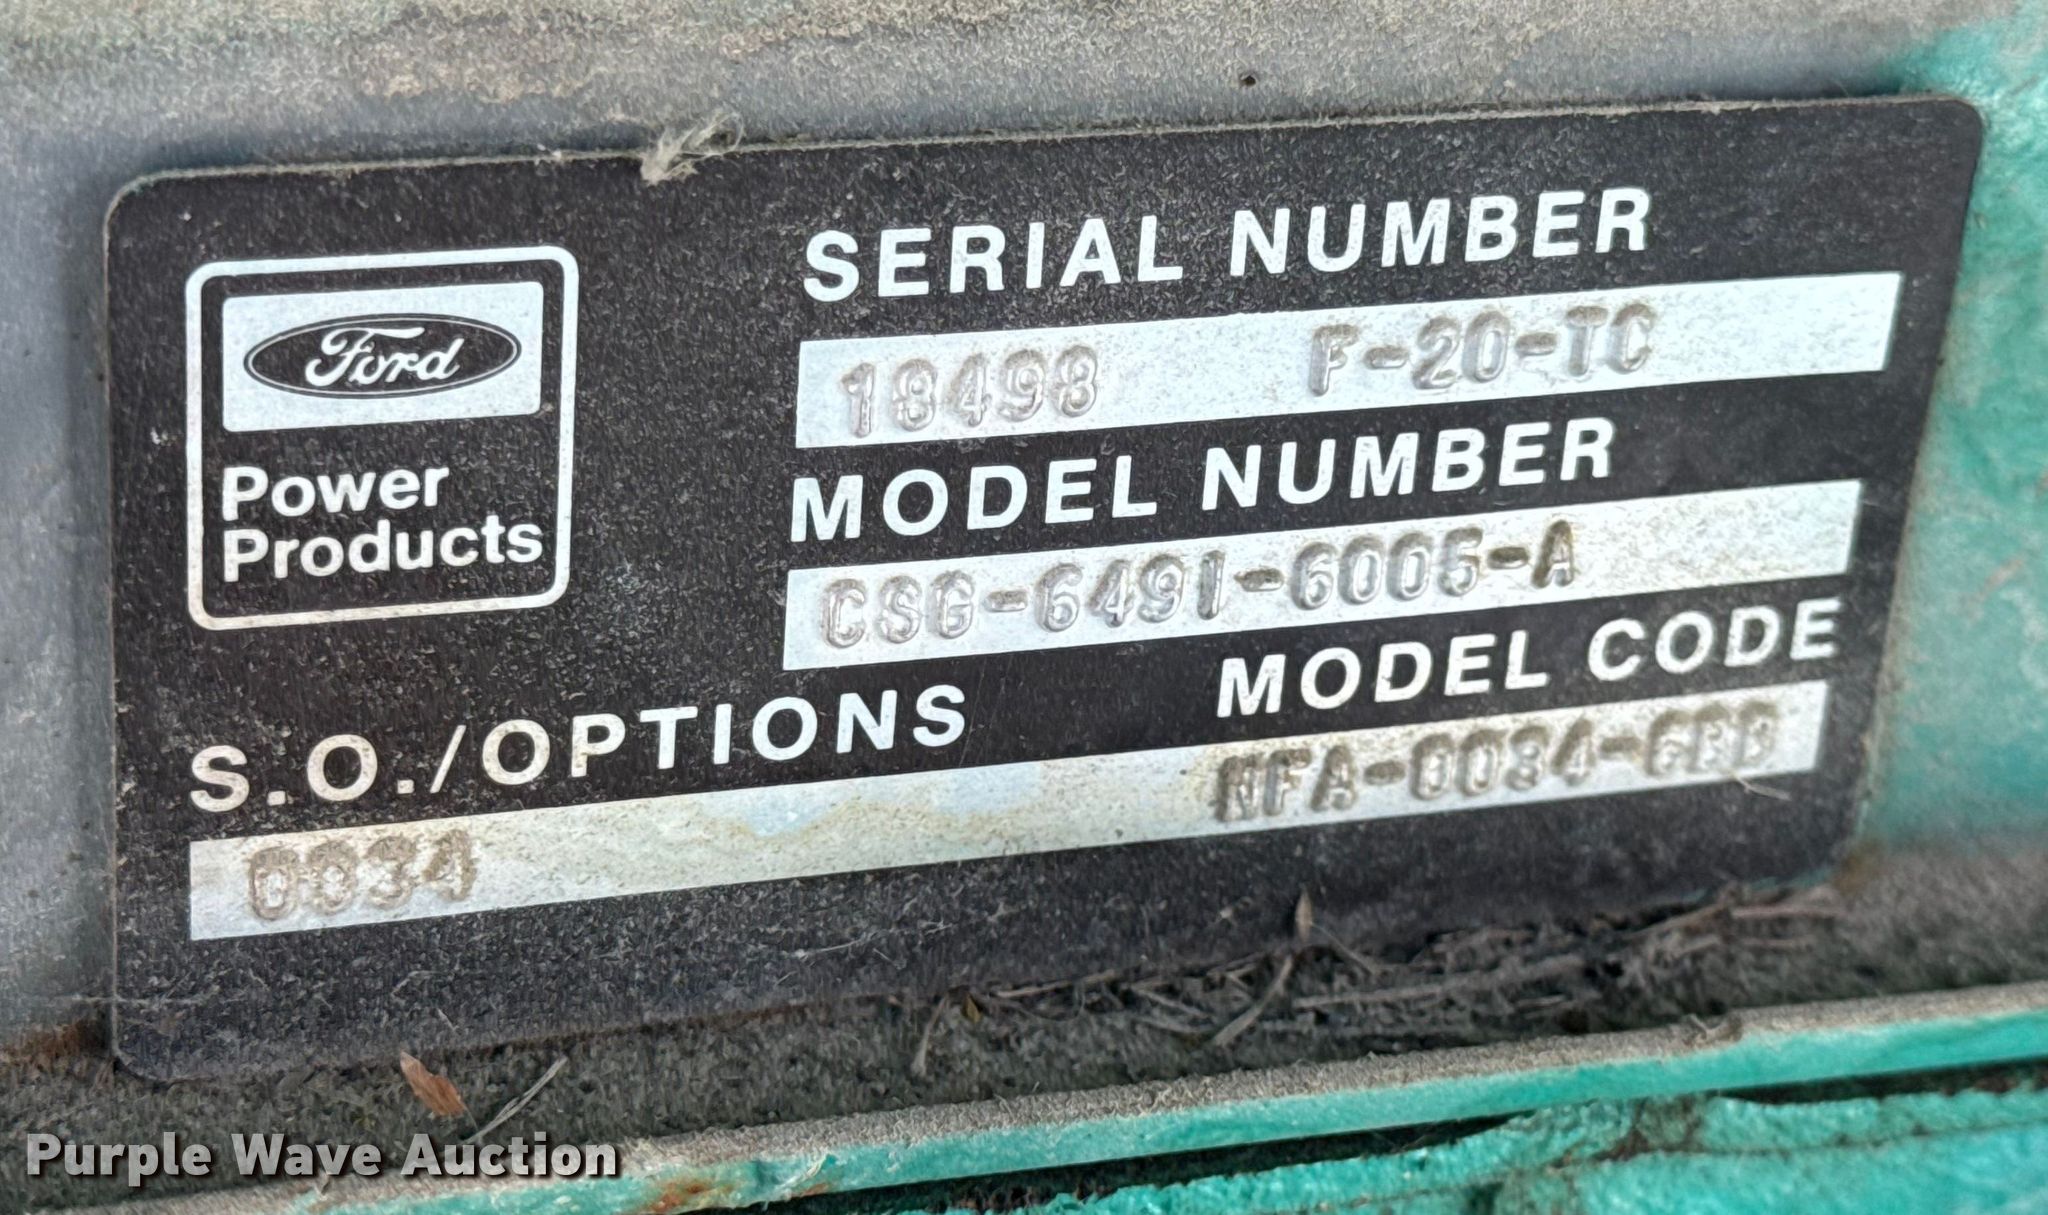 Ford
Power
Products
SERIAL NUMBER
18498 F-20-TC
MODEL NUMBER
CSG-649I-6005-A
S.O./OPTIONS
MODEL CODE
0034
Purple Wave Auction